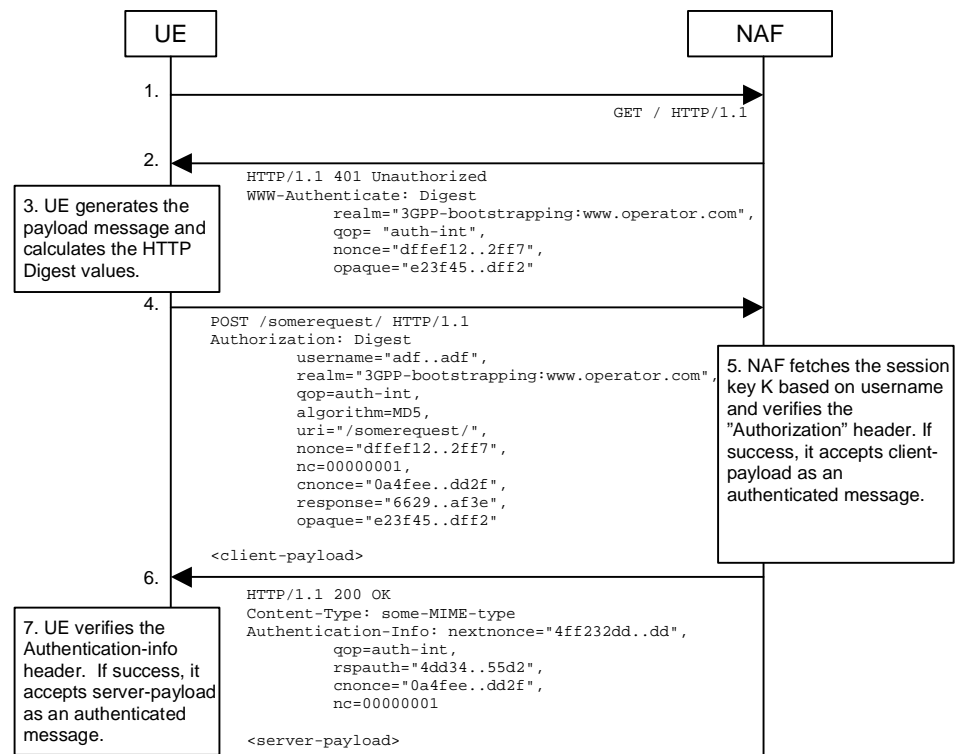 UE
NAF
1.
GET / HTTP/1.1
2.
HTTP/1.1 401 Unauthorized
WWW-Authenticate: Digest
realm="3GPP-bootstrapping:www.operator.com",
qop= "auth-int",
nonce="dffef12..2ff7",
opaque="e23f45..dff2"
3. UE generates the
payload message and
calculates the HTTP
Digest values.
4.
POST /somerequest/ HTTP/1.1
Authorization: Digest
username="adf..adf",
realm="3GPP-bootstrapping:www.operator.com",
qop=auth-int,
algorithm=MD5,
uri="/somerequest/",
nonce="dffef12..2ff7",
nc=00000001,
cnonce="0a4fee..dd2f",
response="6629..af3e",
opaque="e23f45..dff2"
<client-payload>
5. NAF fetches the session
key K based on username
and verifies the
”Authorization” header. If
success, it accepts client-
payload as an
authenticated message.
6.
HTTP/1.1 200 OK
Content-Type: some-MIME-type
Authentication-Info: nextnonce="4ff232dd..dd",
qop=auth-int,
rspauth="4dd34..55d2",
cnonce="0a4fee..dd2f",
nc=00000001
<server-payload>
7. UE verifies the
Authentication-info
header.  If success, it
accepts server-payload
as an authenticated
message.